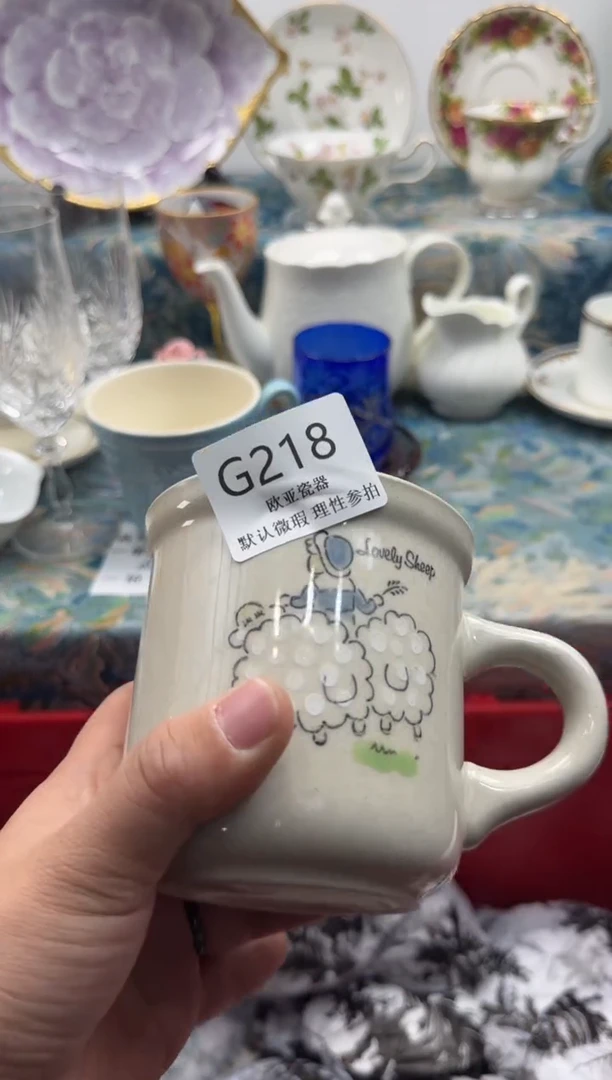 G218
欧亚瓷器
默认微瑕 理性参拍
Lovely Sheep